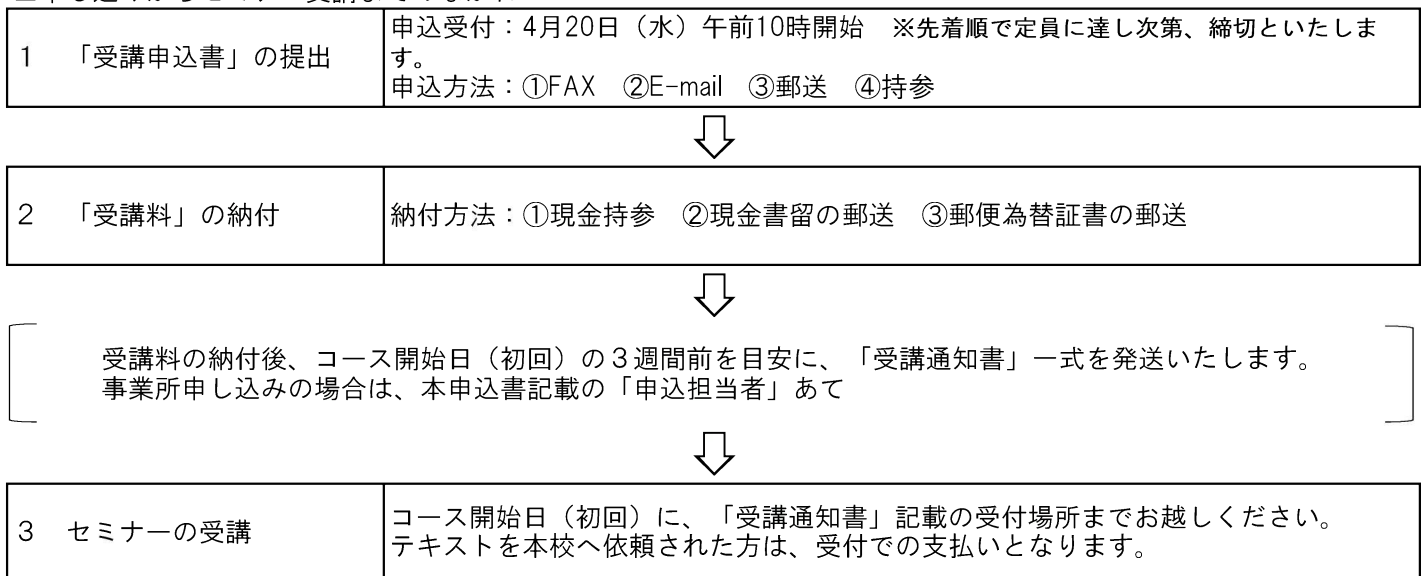 1　「受講申込書」の提出
申込受付：4月20日（水）午前10時開始　※先着順で定員に達し次第、締切といたしま
す。
申込方法：①FAX　②E-mail　③郵送　④持参
2　「受講料」の納付
納付方法：①現金持参　②現金書留の郵送　③郵便為替証書の郵送
受講料の納付後、コース開始日（初回）の３週間前を目安に、「受講通知書」一式を発送いたします。
事業所申し込みの場合は、本申込書記載の「申込担当者」あて
3　セミナーの受講
コース開始日（初回）に、「受講通知書」記載の受付場所までお越しください。
テキストを本校へ依頼された方は、受付での支払いとなります。